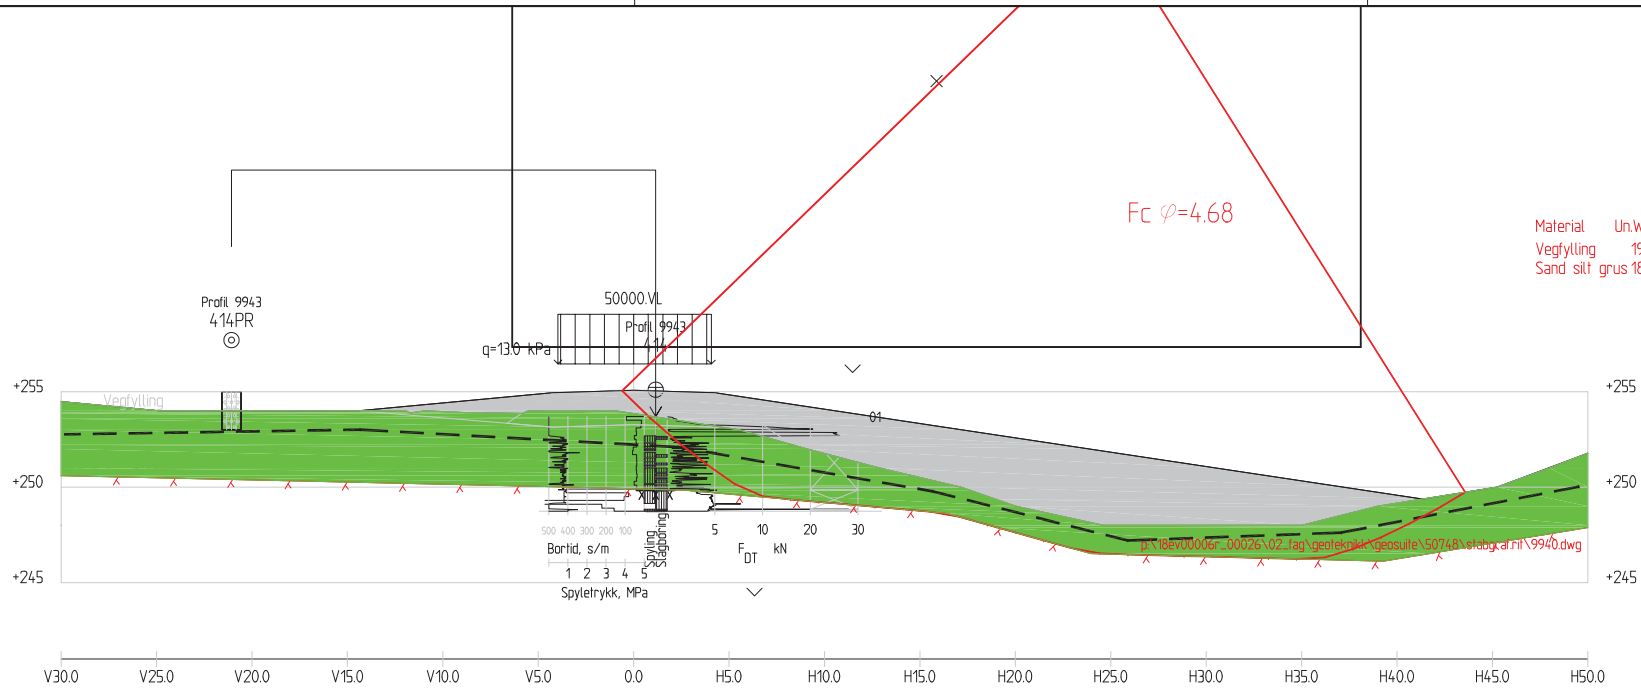 Fc φ=4.68
Material Un.W
Vegfylling 19
Sand silt grus 18
Profil 9943
414PR
50000.VL
Profil 9943
414
q=13.0 kPa
+255
+255
Vegfylling
01
+250
+250
500 400 300 200 100
5 10 20 30
Bortid, s/m
FDT kN
Spyling
Slagboring
1 2 3 4 5
Spyletrykk, MPa
+245
+245
V30.0 V25.0 V20.0 V15.0 V10.0 V5.0 0.0 H5.0 H10.0 H15.0 H20.0 H25.0 H30.0 H35.0 H40.0 H45.0 H50.0